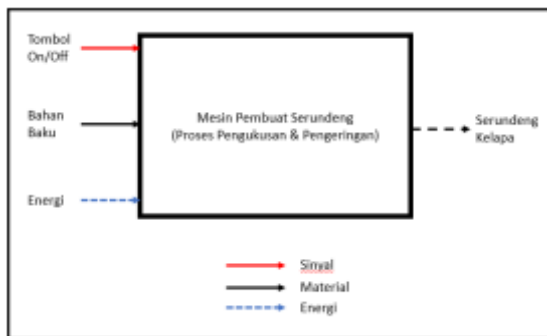 Tombol
On/Off
Bahan
Baku
Energi
Mesin Pembuat Serundeng
(Proses Pengukusan & Pengeringan)
Serundeng
Kelapa
Sinyal
Material
Energi